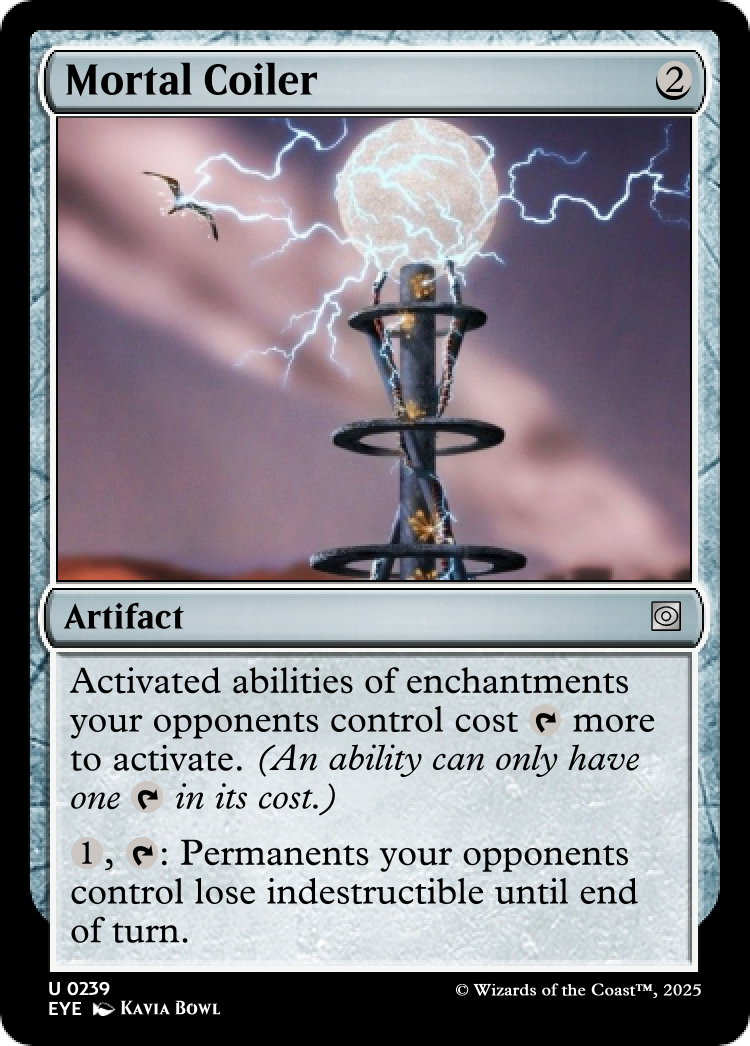 Mortal Coiler 2
Artifact
Activated abilities of enchantments
your opponents control cost more
to activate. (An ability can only have
one in its cost.)
1, : Permanents your opponents
control lose indestructible until end
of turn.
U 0239
EYE Kavia Bowl
© Wizards of the Coast™, 2025